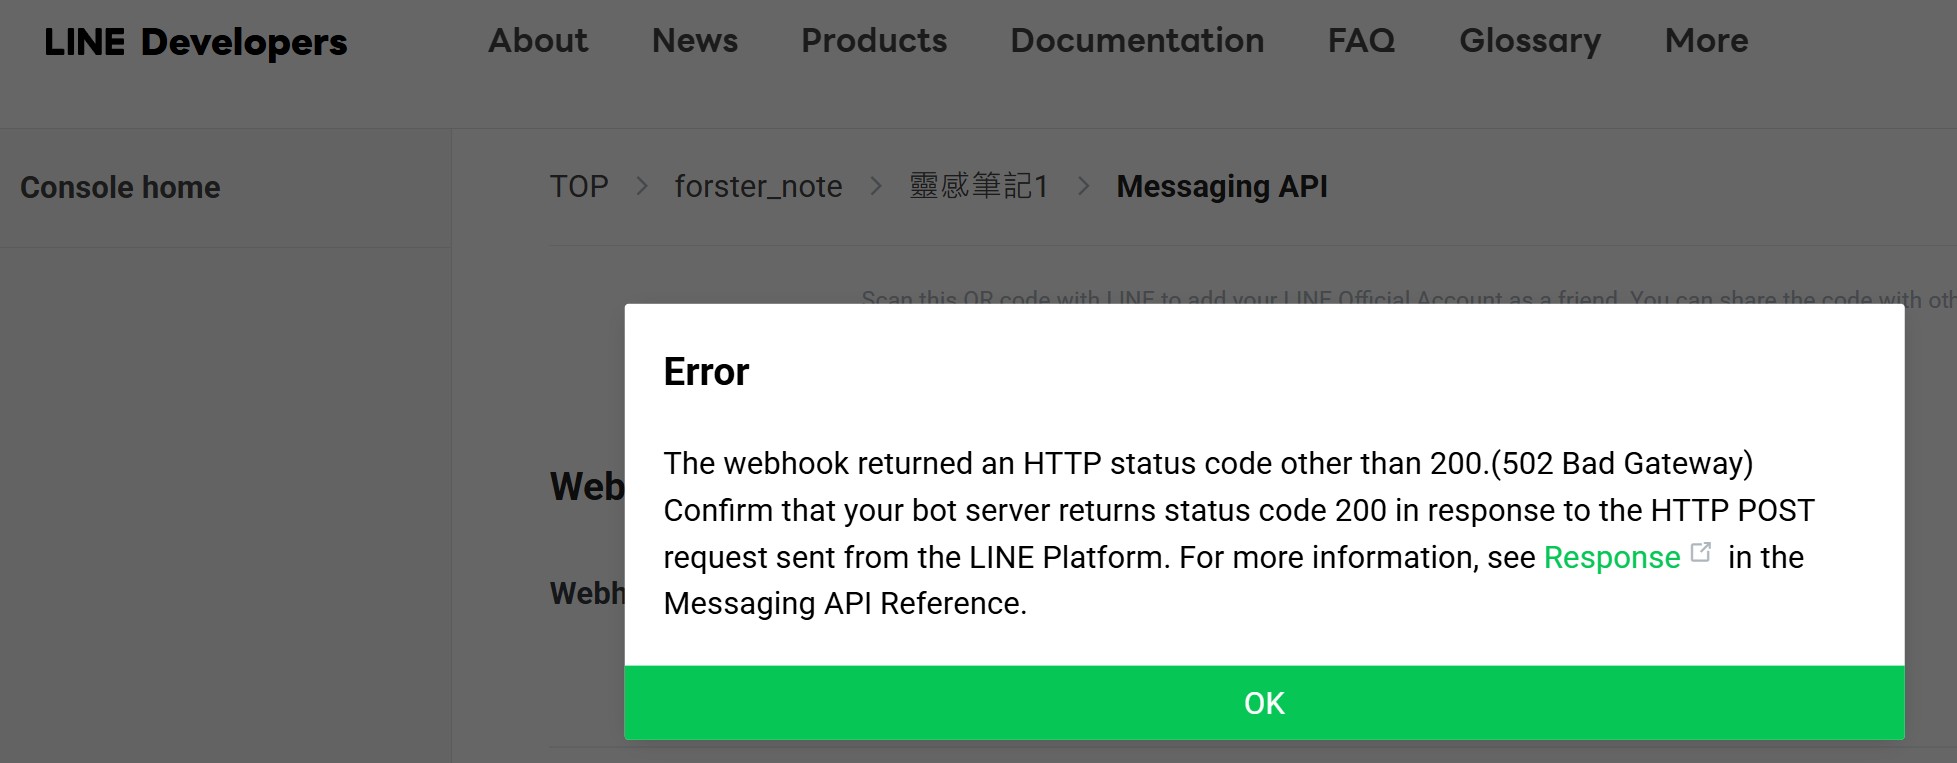 LINE Developers About News Products Documentation FAQ Glossary More
Console home
TOP > forster_note > 靈感筆記1 > Messaging API
Scan this QR code with LINE to add your LINE Official Account as a friend. You can share the code with oth
Error
The webhook returned an HTTP status code other than 200.(502 Bad Gateway)
Web
Confirm that your bot server returns status code 200 in response to the HTTP POST
request sent from the LINE Platform. For more information, see Response in the
Webh
Messaging API Reference.
OK